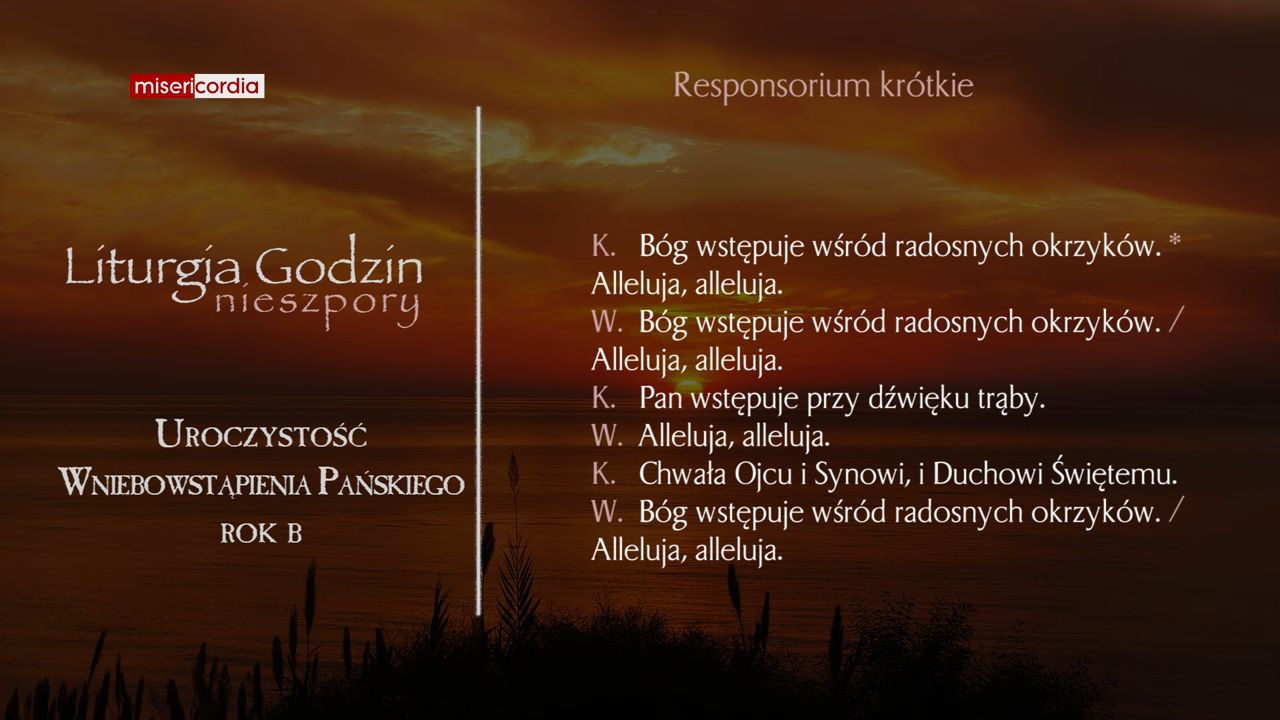 misericordia
Liturgia Godzin
nieszpory
Uroczystość
Wniebowstąpienia Pańskiego
rok B
Responsorium krótkie
K. Bóg wstępuje wśród radosnych okrzyków. *
Alleluja, alleluja.
W. Bóg wstępuje wśród radosnych okrzyków. /
Alleluja, alleluja.
K. Pan wstępuje przy dźwięku trąby.
W. Alleluja, alleluja.
K. Chwała Ojcu i Synowi, i Duchowi Świętemu.
W. Bóg wstępuje wśród radosnych okrzyków. /
Alleluja, alleluja.